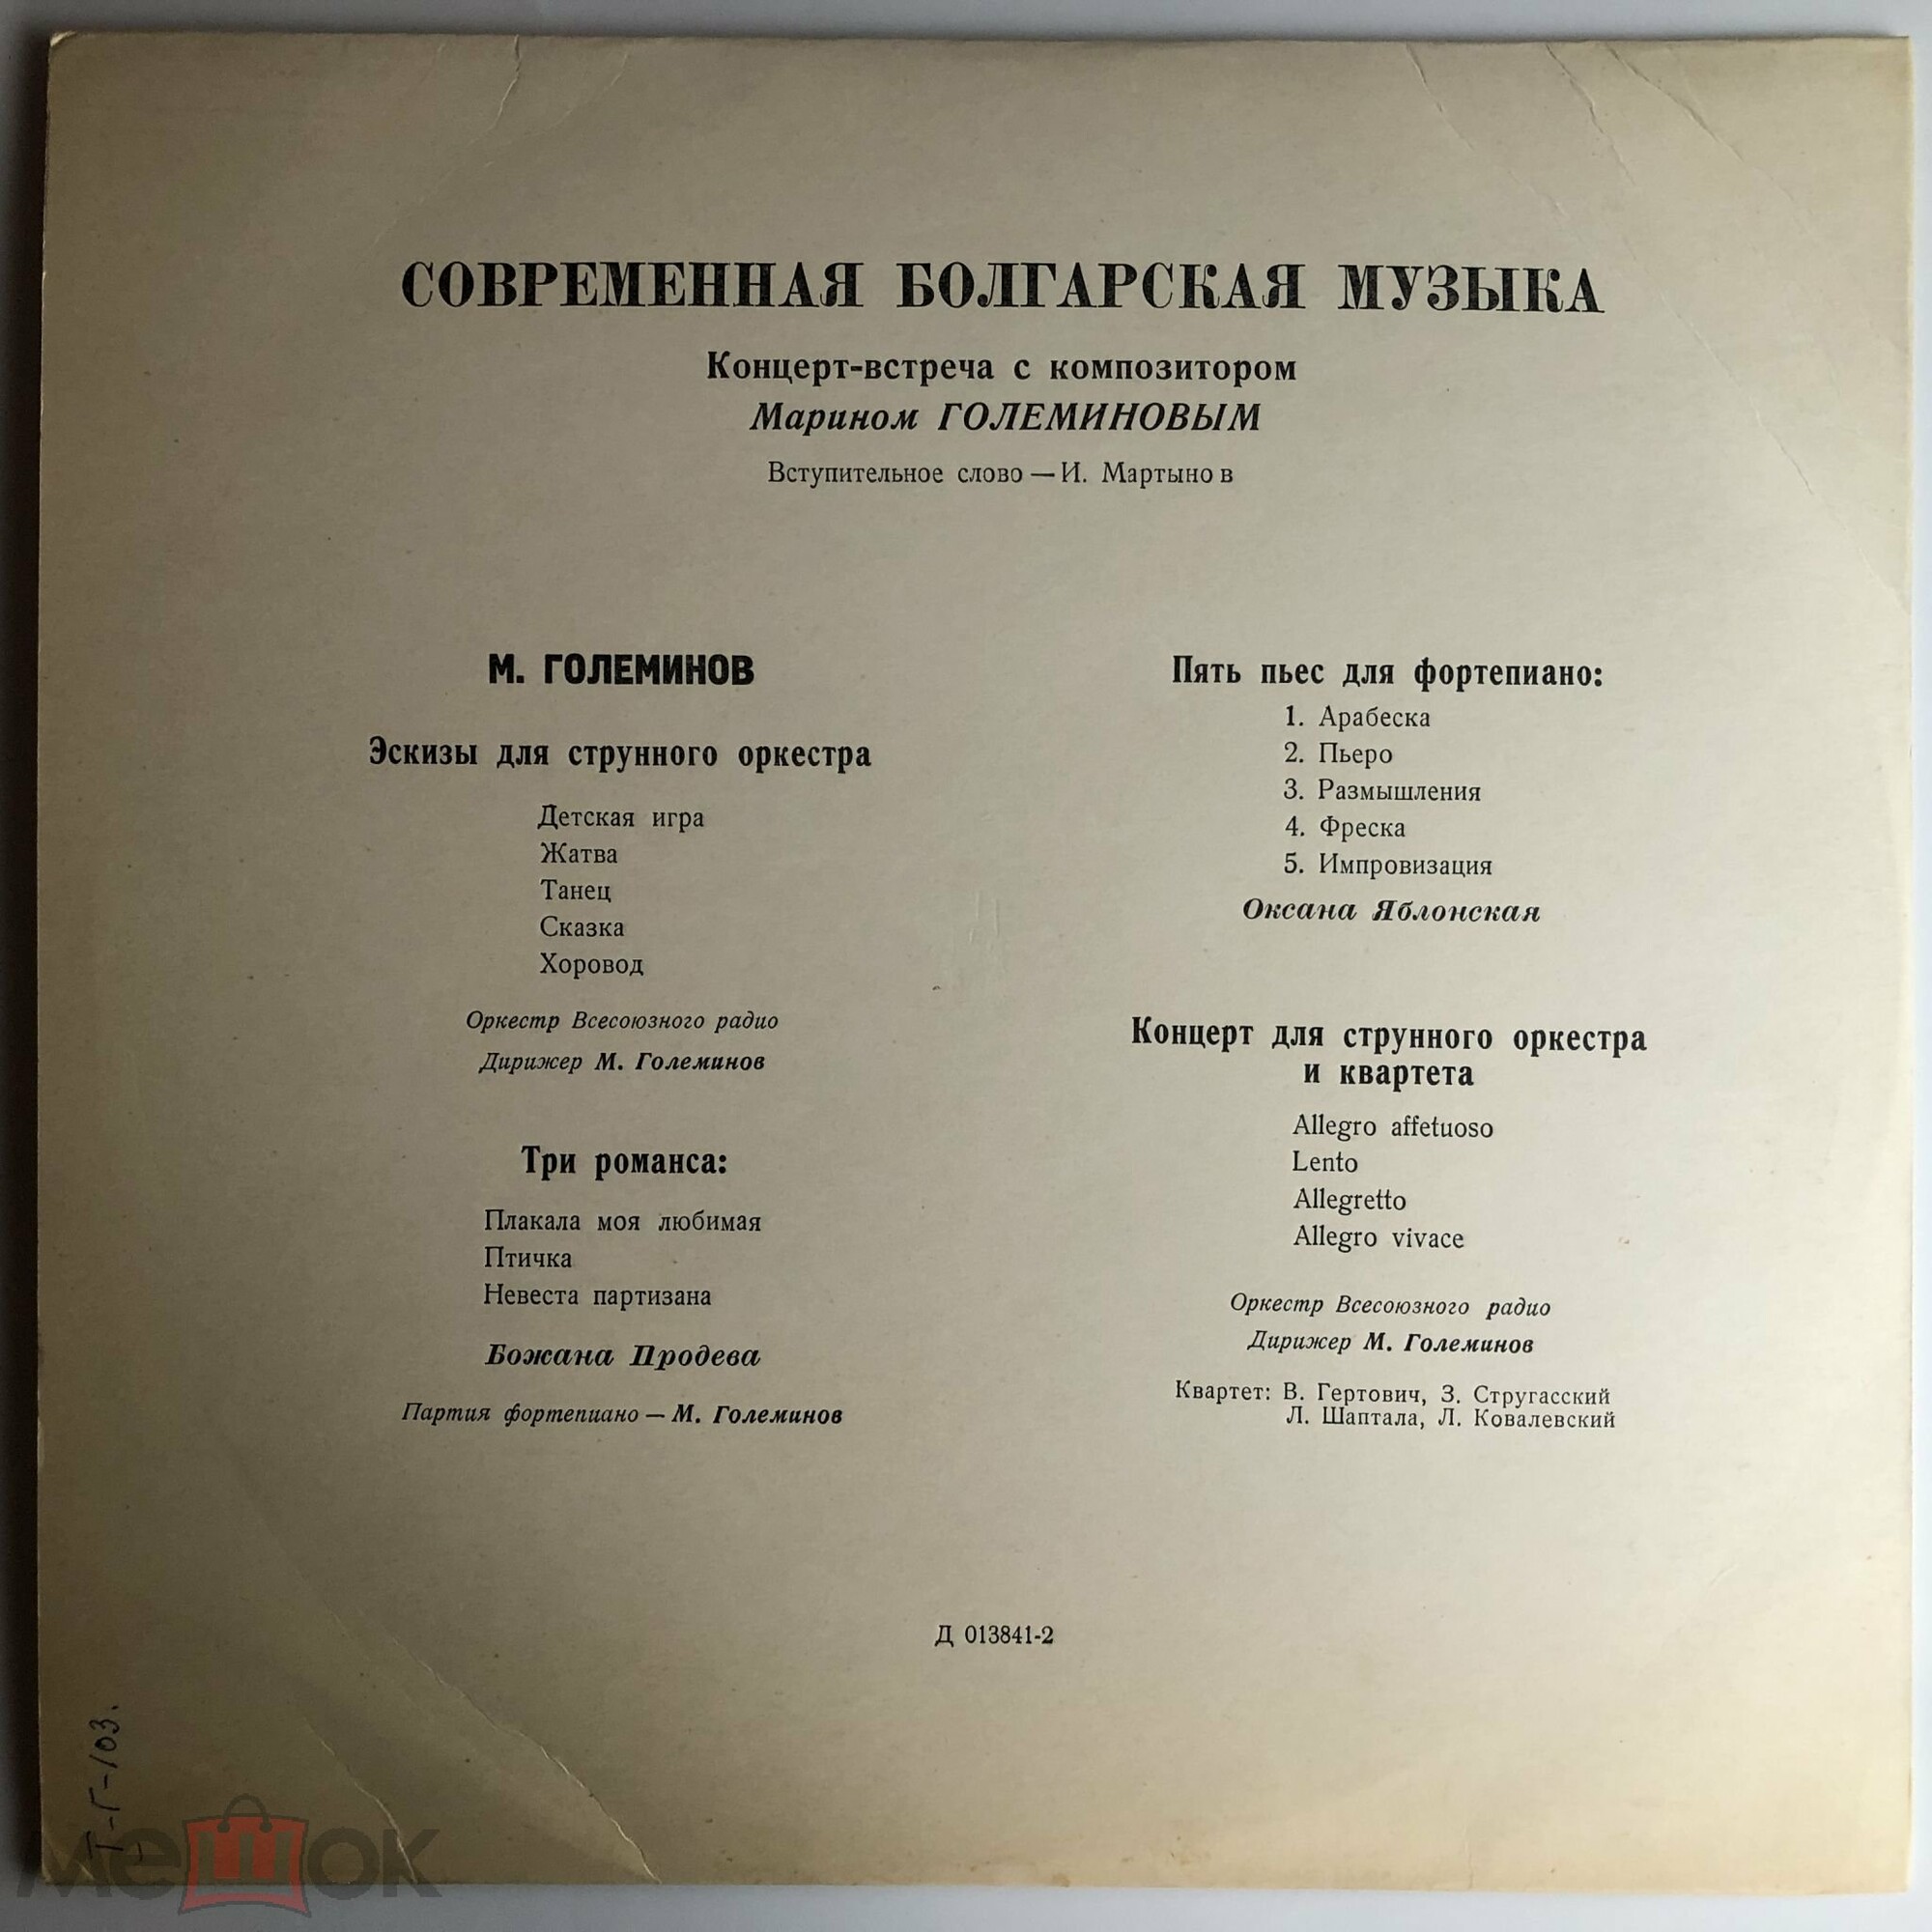 СОВРЕМЕННАЯ БОЛГАРСКАЯ МУЗЫКА
Концерт-встреча с композитором
Марином ГОЛЕМИНОВЫМ
Вступительное слово — И. Мартынов
М. ГОЛЕМИНОВ
Эскизы для струнного оркестра
Детская игра
Жатва
Танец
Сказка
Хоровод
Оркестр Всесоюзного радио
Дирижер М. Големинов
Три романса:
Плакала моя любимая
Птичка
Невеста партизана
Божана Продева
Партия фортепиано — М. Големинов
Пять пьес для фортепиано:
1. Арабеска
2. Пьеро
3. Размышления
4. Фреска
5. Импровизация
Оксана Яблонская
Концерт для струнного оркестра
и квартета
Allegro affetuoso
Lento
Allegretto
Allegro vivace
Оркестр Всесоюзного радио
Дирижер М. Големинов
Квартет: В. Гертович, З. Стругасский
Л. Шаптала, Л. Ковалевский
Д 013841-2
Т-Г-103.
мешок